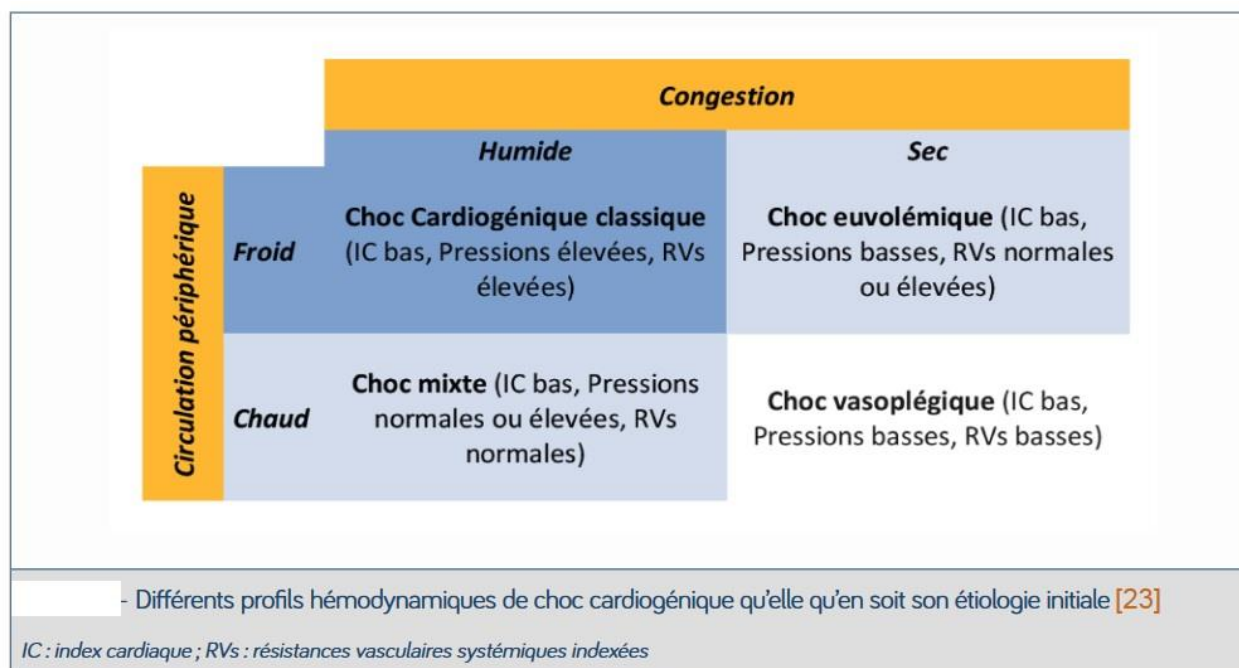 Congestion
Humide
Sec
Circulation périphérique
Froid
Choc Cardiogénique classique
(IC bas, Pressions élevées, RVs
élevées)
Choc euvolémique (IC bas,
Pressions basses, RVs normales
ou élevées)
Chaud
Choc mixte (IC bas, Pressions
normales ou élevées, RVs
normales)
Choc vasoplégique (IC bas,
Pressions basses, RVs basses)
- Différents profils hémodynamiques de choc cardiogénique qu'elle qu'en soit son étiologie initiale [23]
IC : index cardiaque ; RVs : résistances vasculaires systémiques indexées